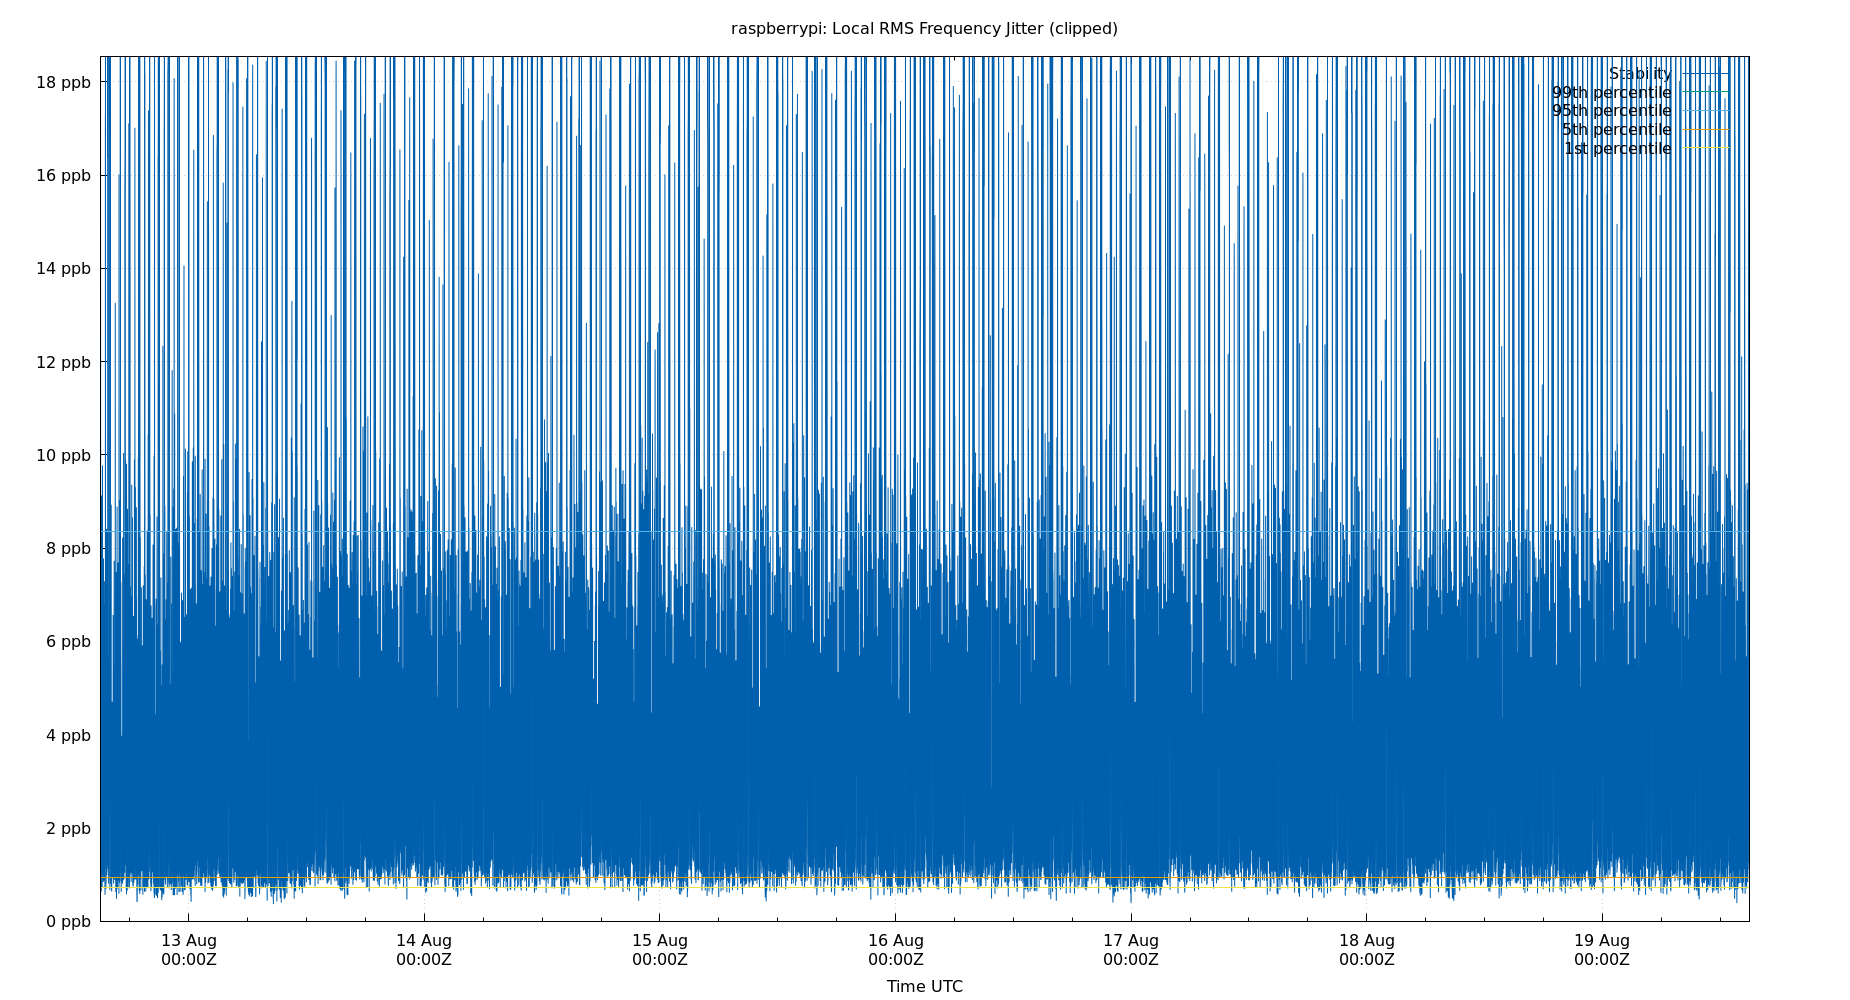 raspberrypi: Local RMS Frequency Jitter (clipped)
18 ppb
16 ppb
14 ppb
12 ppb
10 ppb
8 ppb
6 ppb
4 ppb
2 ppb
0 ppb
Stability
99th percentile
95th percentile
5th percentile
1st percentile
13 Aug
00:00Z
14 Aug
00:00Z
15 Aug
00:00Z
16 Aug
00:00Z
17 Aug
00:00Z
18 Aug
00:00Z
19 Aug
00:00Z
Time UTC